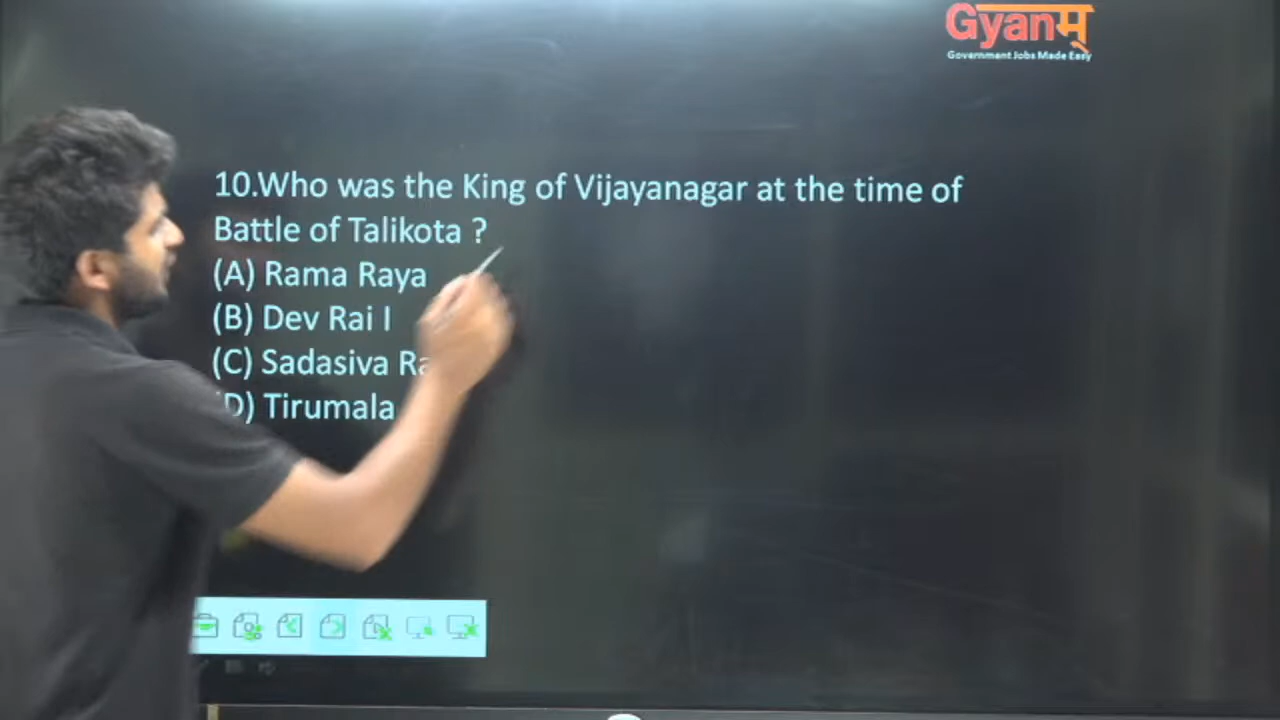 Gyanम्
Government Jobs Made Easy
10.Who was the King of Vijayanagar at the time of
Battle of Talikota ?
(A) Rama Raya
(B) Dev Rai I
(C) Sadasiva
(D) Tirumala